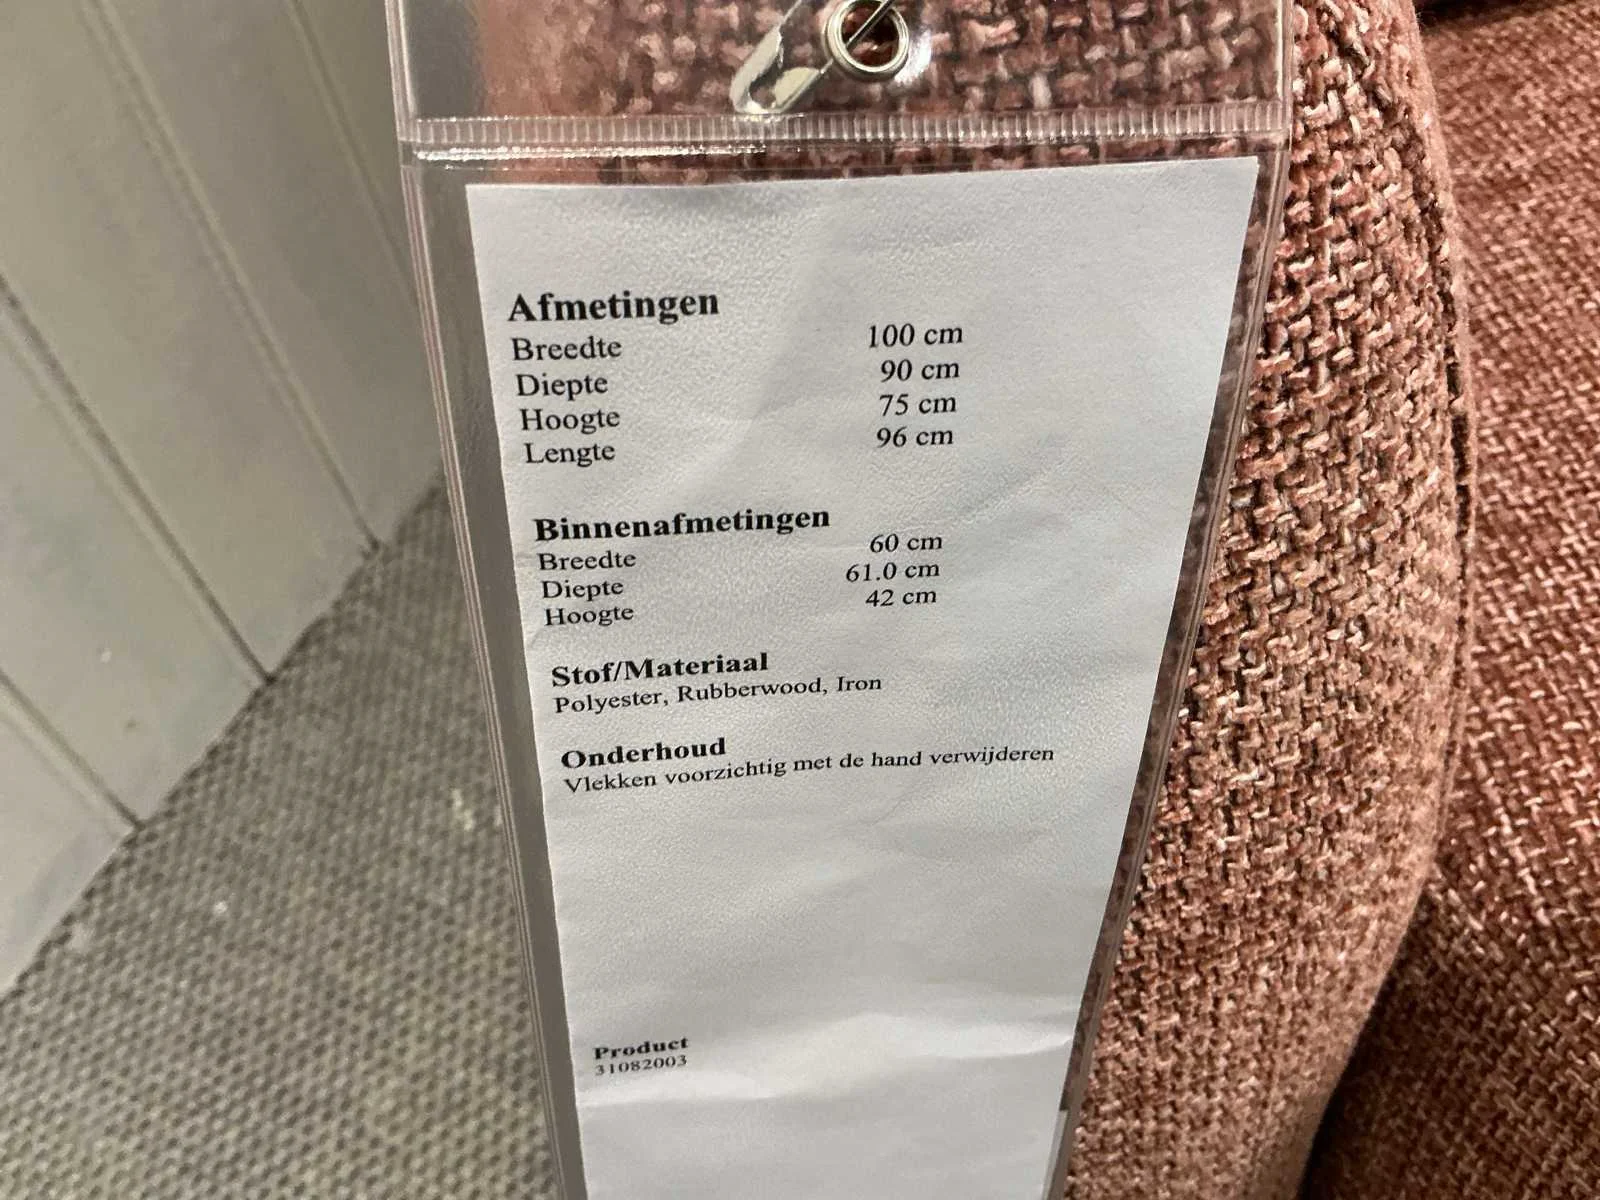 Afmetingen
Breedte 100 cm
Diepte 90 cm
Hoogte 75 cm
Lengte 96 cm
Binnenafmetingen
Breedte 60 cm
Diepte 61.0 cm
Hoogte 42 cm
Stof/Materiaal
Polyester, Rubberwood, Iron
Onderhoud
Vlekken voorzichtig met de hand verwijderen
Product
31082003